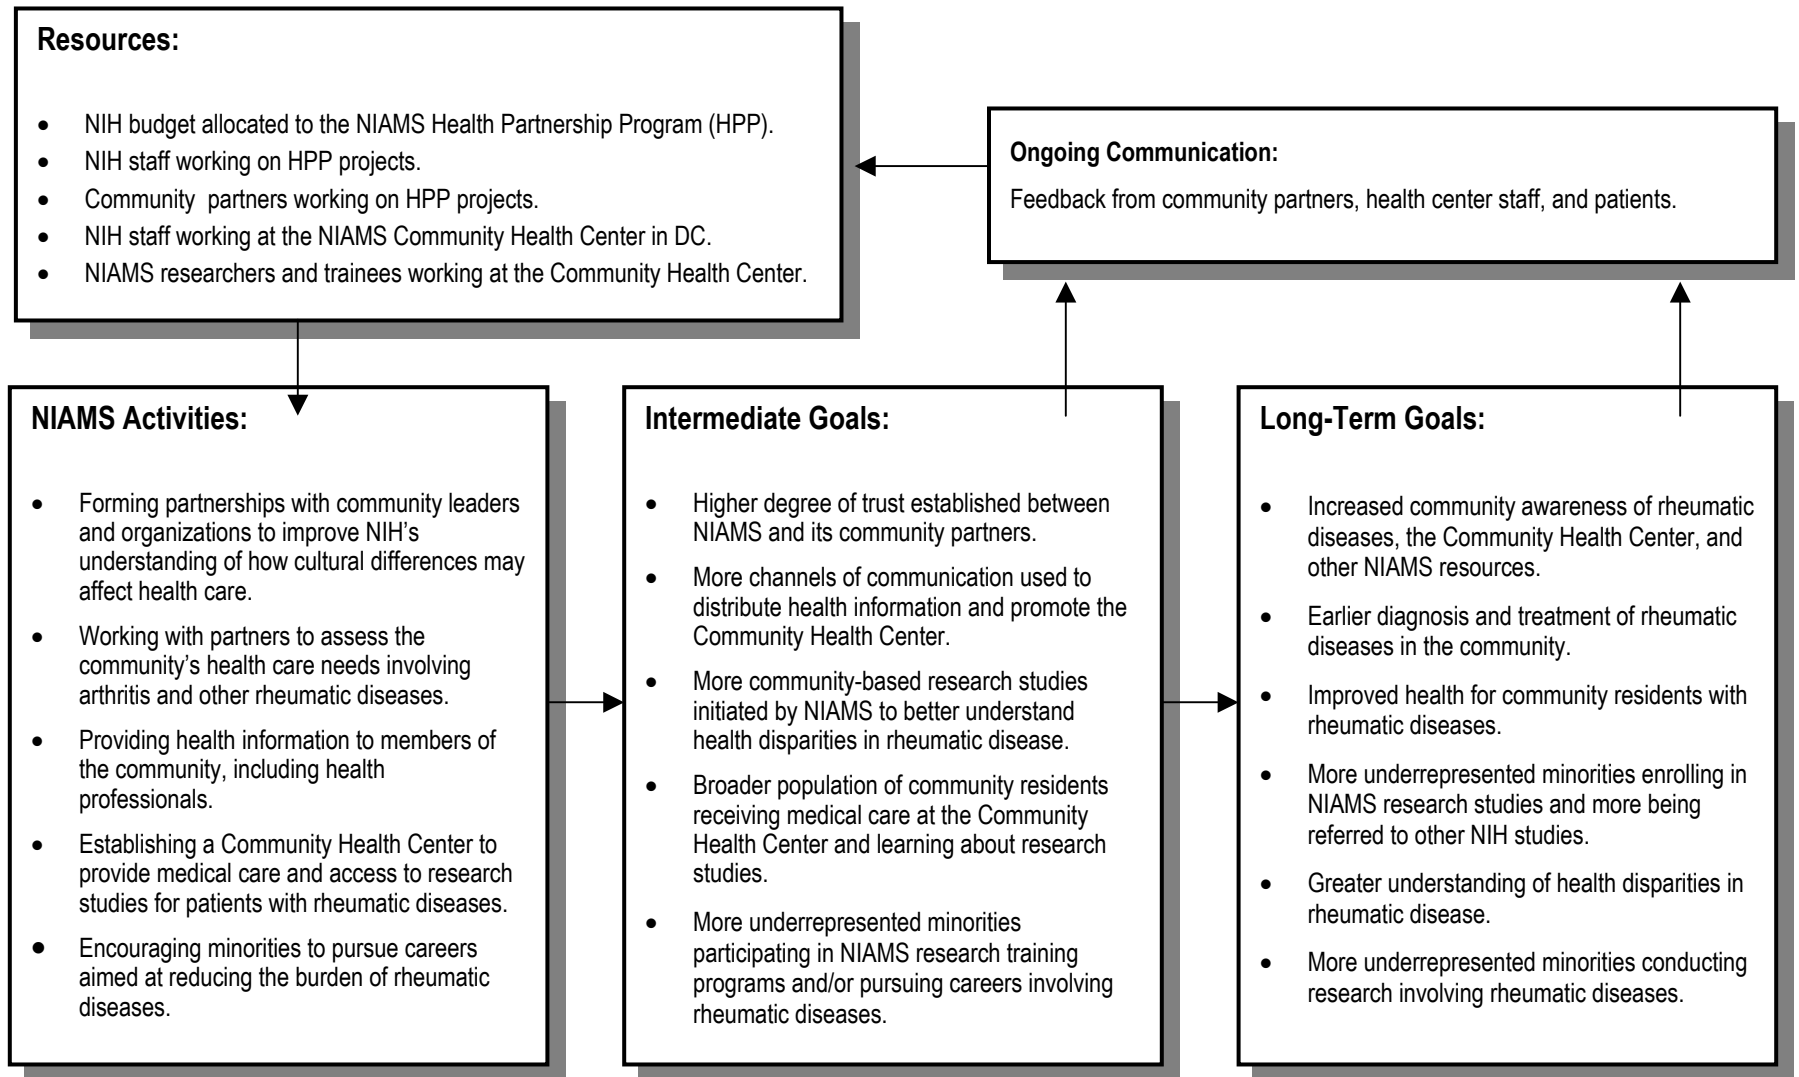 Resources:
• NIH budget allocated to the NIAMS Health Partnership Program (HPP).
• NIH staff working on HPP projects.
• Community  partners working on HPP projects.
• NIH staff working at the NIAMS Community Health Center in DC.
• NIAMS researchers and trainees working at the Community Health Center.
Ongoing Communication:
Feedback from community partners, health center staff, and patients.
NIAMS Activities:
• Forming partnerships with community leaders
and organizations to improve NIH’s
understanding of how cultural differences may
affect health care.
• Working with partners to assess the
community’s health care needs involving
arthritis and other rheumatic diseases.
• Providing health information to members of
the community, including health
professionals.
• Establishing a Community Health Center to
provide medical care and access to research
studies for patients with rheumatic diseases.
• Encouraging minorities to pursue careers
aimed at reducing the burden of rheumatic
diseases.
Intermediate Goals:
• Higher degree of trust established between
NIAMS and its community partners.
• More channels of communication used to
distribute health information and promote the
Community Health Center.
• More community-based research studies
initiated by NIAMS to better understand
health disparities in rheumatic disease.
• Broader population of community residents
receiving medical care at the Community
Health Center and learning about research
studies.
• More underrepresented minorities
participating in NIAMS research training
programs and/or pursuing careers involving
rheumatic diseases.
Long-Term Goals:
• Increased community awareness of rheumatic
diseases, the Community Health Center, and
other NIAMS resources.
• Earlier diagnosis and treatment of rheumatic
diseases in the community.
• Improved health for community residents with
rheumatic diseases.
• More underrepresented minorities enrolling in
NIAMS research studies and more being
referred to other NIH studies.
• Greater understanding of health disparities in
rheumatic disease.
• More underrepresented minorities conducting
research involving rheumatic diseases.